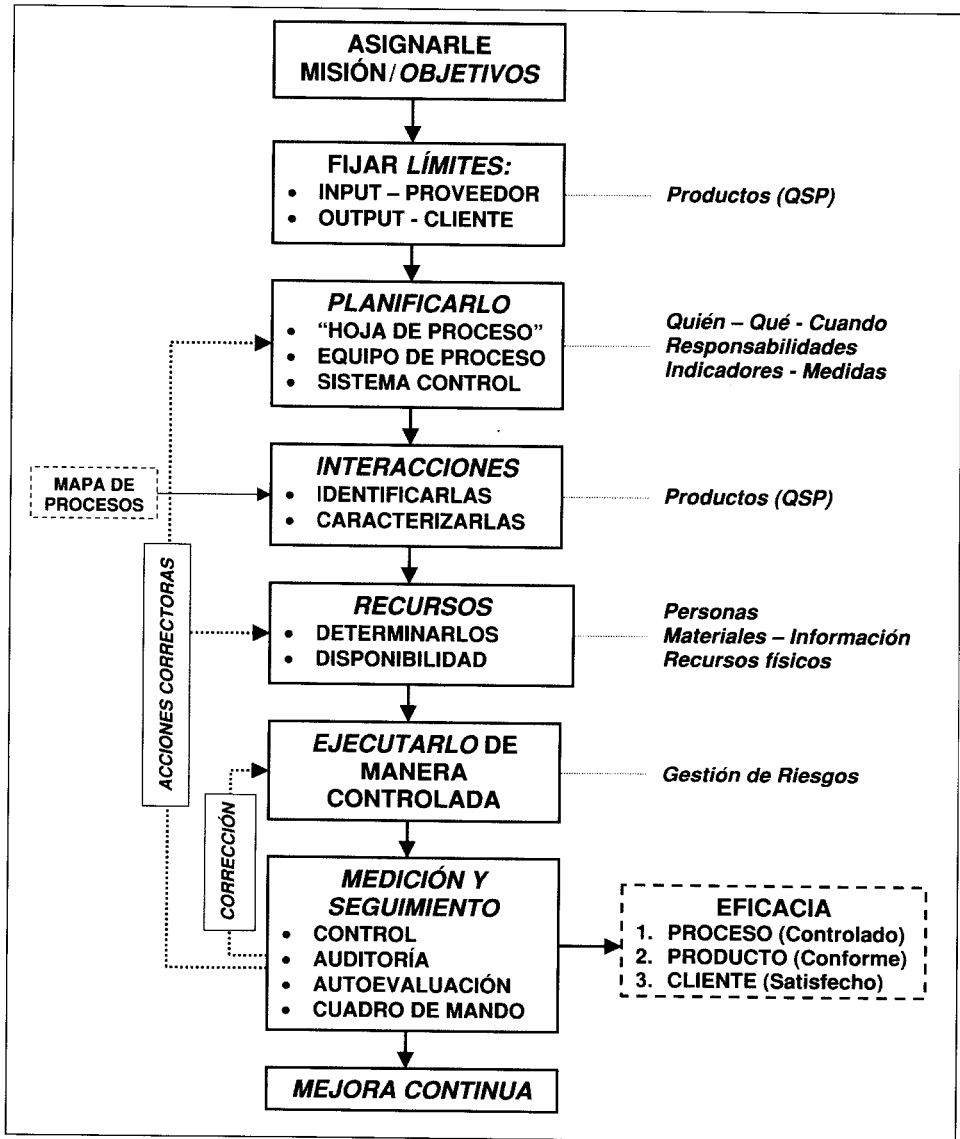 ASIGNARLE
MISIÓN/OBJETIVOS
FIJAR LÍMITES:
• INPUT – PROVEEDOR
• OUTPUT - CLIENTE
Productos (QSP)
PLANIFICARLO
• “HOJA DE PROCESO”
• EQUIPO DE PROCESO
• SISTEMA CONTROL
Quién – Qué - Cuando
Responsabilidades
Indicadores - Medidas
MAPA DE
PROCESOS
INTERACCIONES
• IDENTIFICARLAS
• CARACTERIZARLAS
Productos (QSP)
ACCIONES CORRECTORAS
RECURSOS
• DETERMINARLOS
• DISPONIBILIDAD
Personas
Materiales – Información
Recursos físicos
EJECUTARLO DE
MANERA
CONTROLADA
Gestión de Riesgos
CORRECCIÓN
MEDICIÓN Y
SEGUIMIENTO
• CONTROL
• AUDITORÍA
• AUTOEVALUACIÓN
• CUADRO DE MANDO
EFICACIA
1. PROCESO (Controlado)
2. PRODUCTO (Conforme)
3. CLIENTE (Satisfecho)
MEJORA CONTINUA